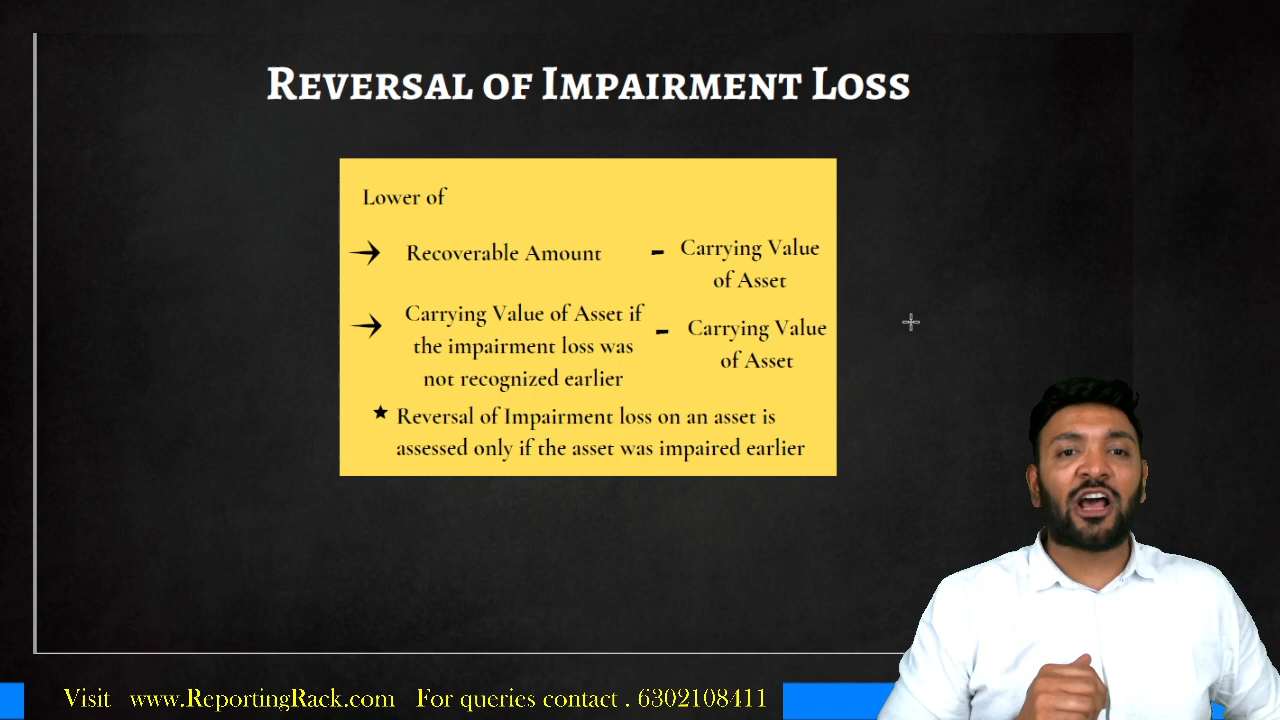 Reversal of Impairment Loss
Lower of
→ Recoverable Amount - Carrying Value
of Asset
→ Carrying Value of Asset if
the impairment loss was
not recognized earlier
- Carrying Value
of Asset
★ Reversal of Impairment loss on an asset is
assessed only if the asset was impaired earlier
Visit www.ReportingRack.com For queries contact . 6302108411